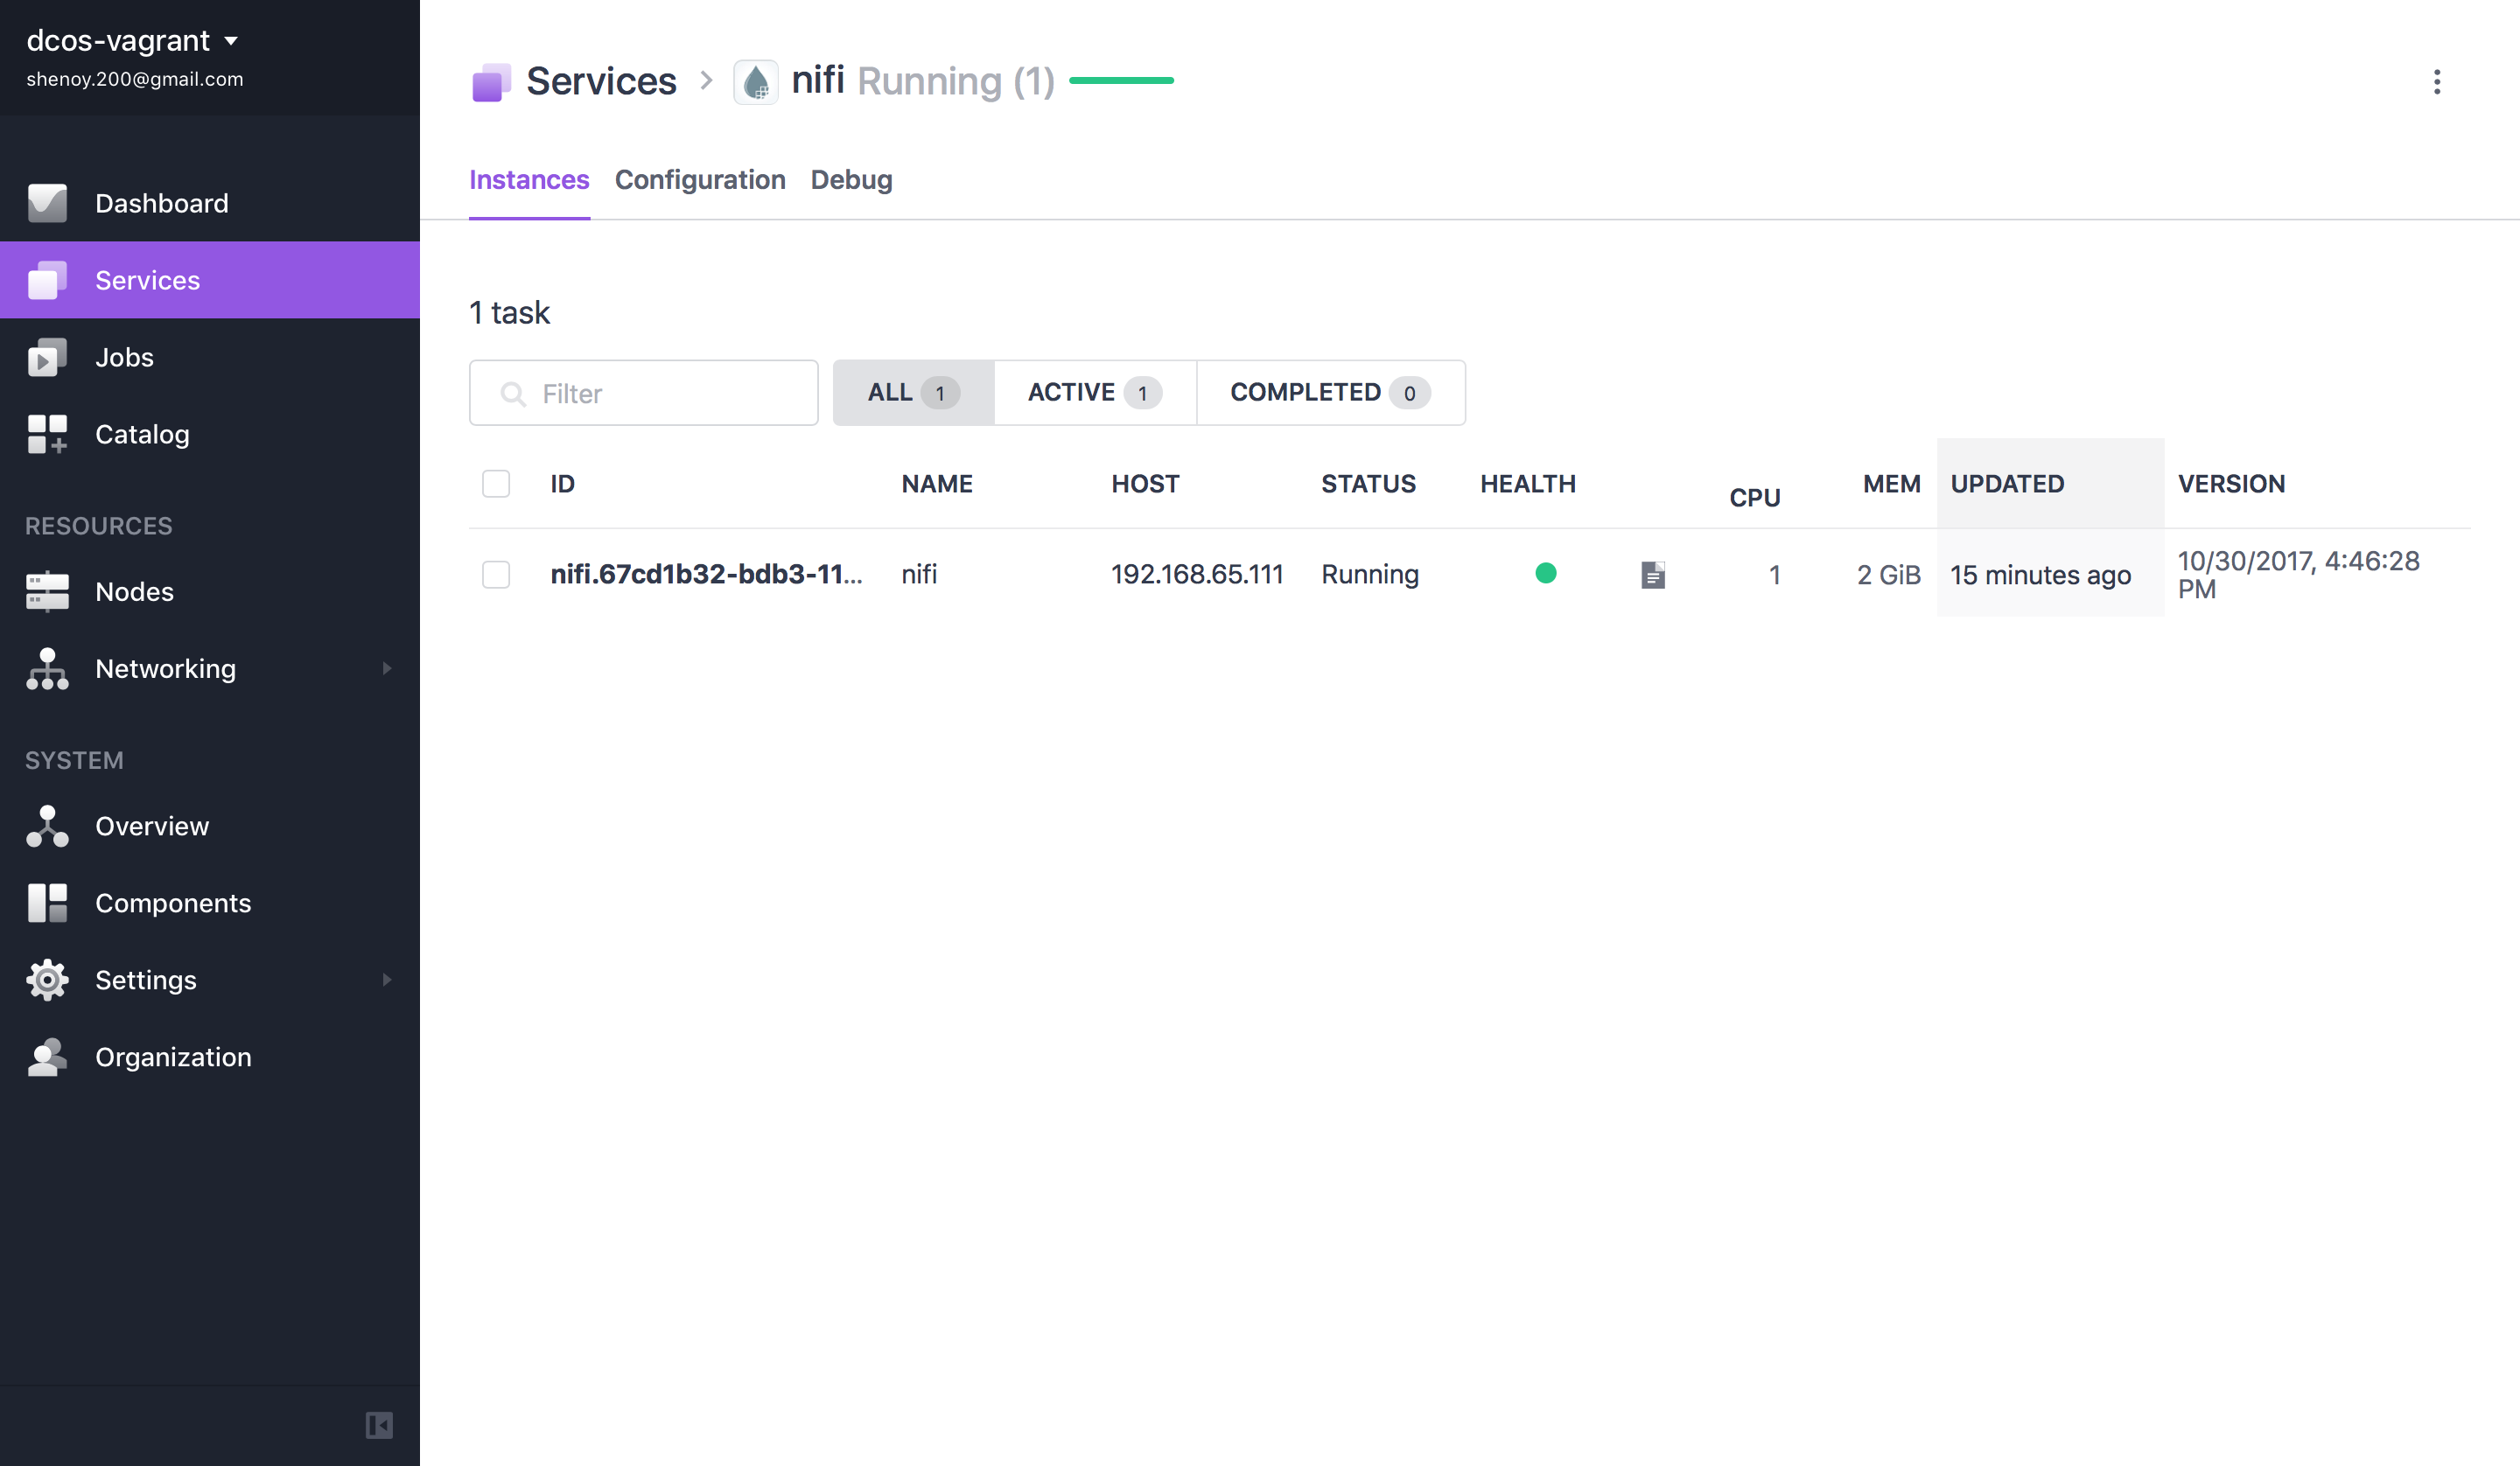 dcos-vagrant
shenoy.200@gmail.com
Dashboard
Services
Jobs
Catalog
RESOURCES
Nodes
Networking
SYSTEM
Overview
Components
Settings
Organization
Services > nifi Running (1)
Instances Configuration Debug
1 task
Filter ALL 1 ACTIVE 1 COMPLETED 0
ID NAME HOST STATUS HEALTH CPU MEM UPDATED VERSION
nifi.67cd1b32-bdb3-11... nifi 192.168.65.111 Running 1 2 GiB 15 minutes ago 10/30/2017, 4:46:28
PM